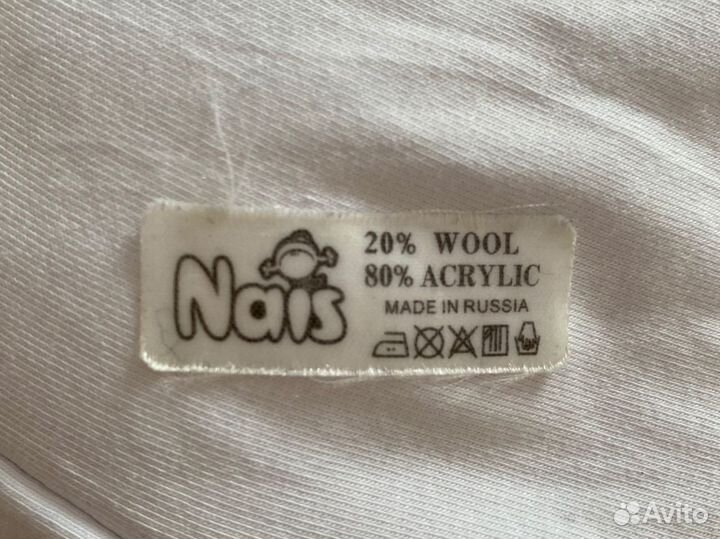 Nais
20% WOOL
80% ACRYLIC
MADE IN RUSSIA
Avito